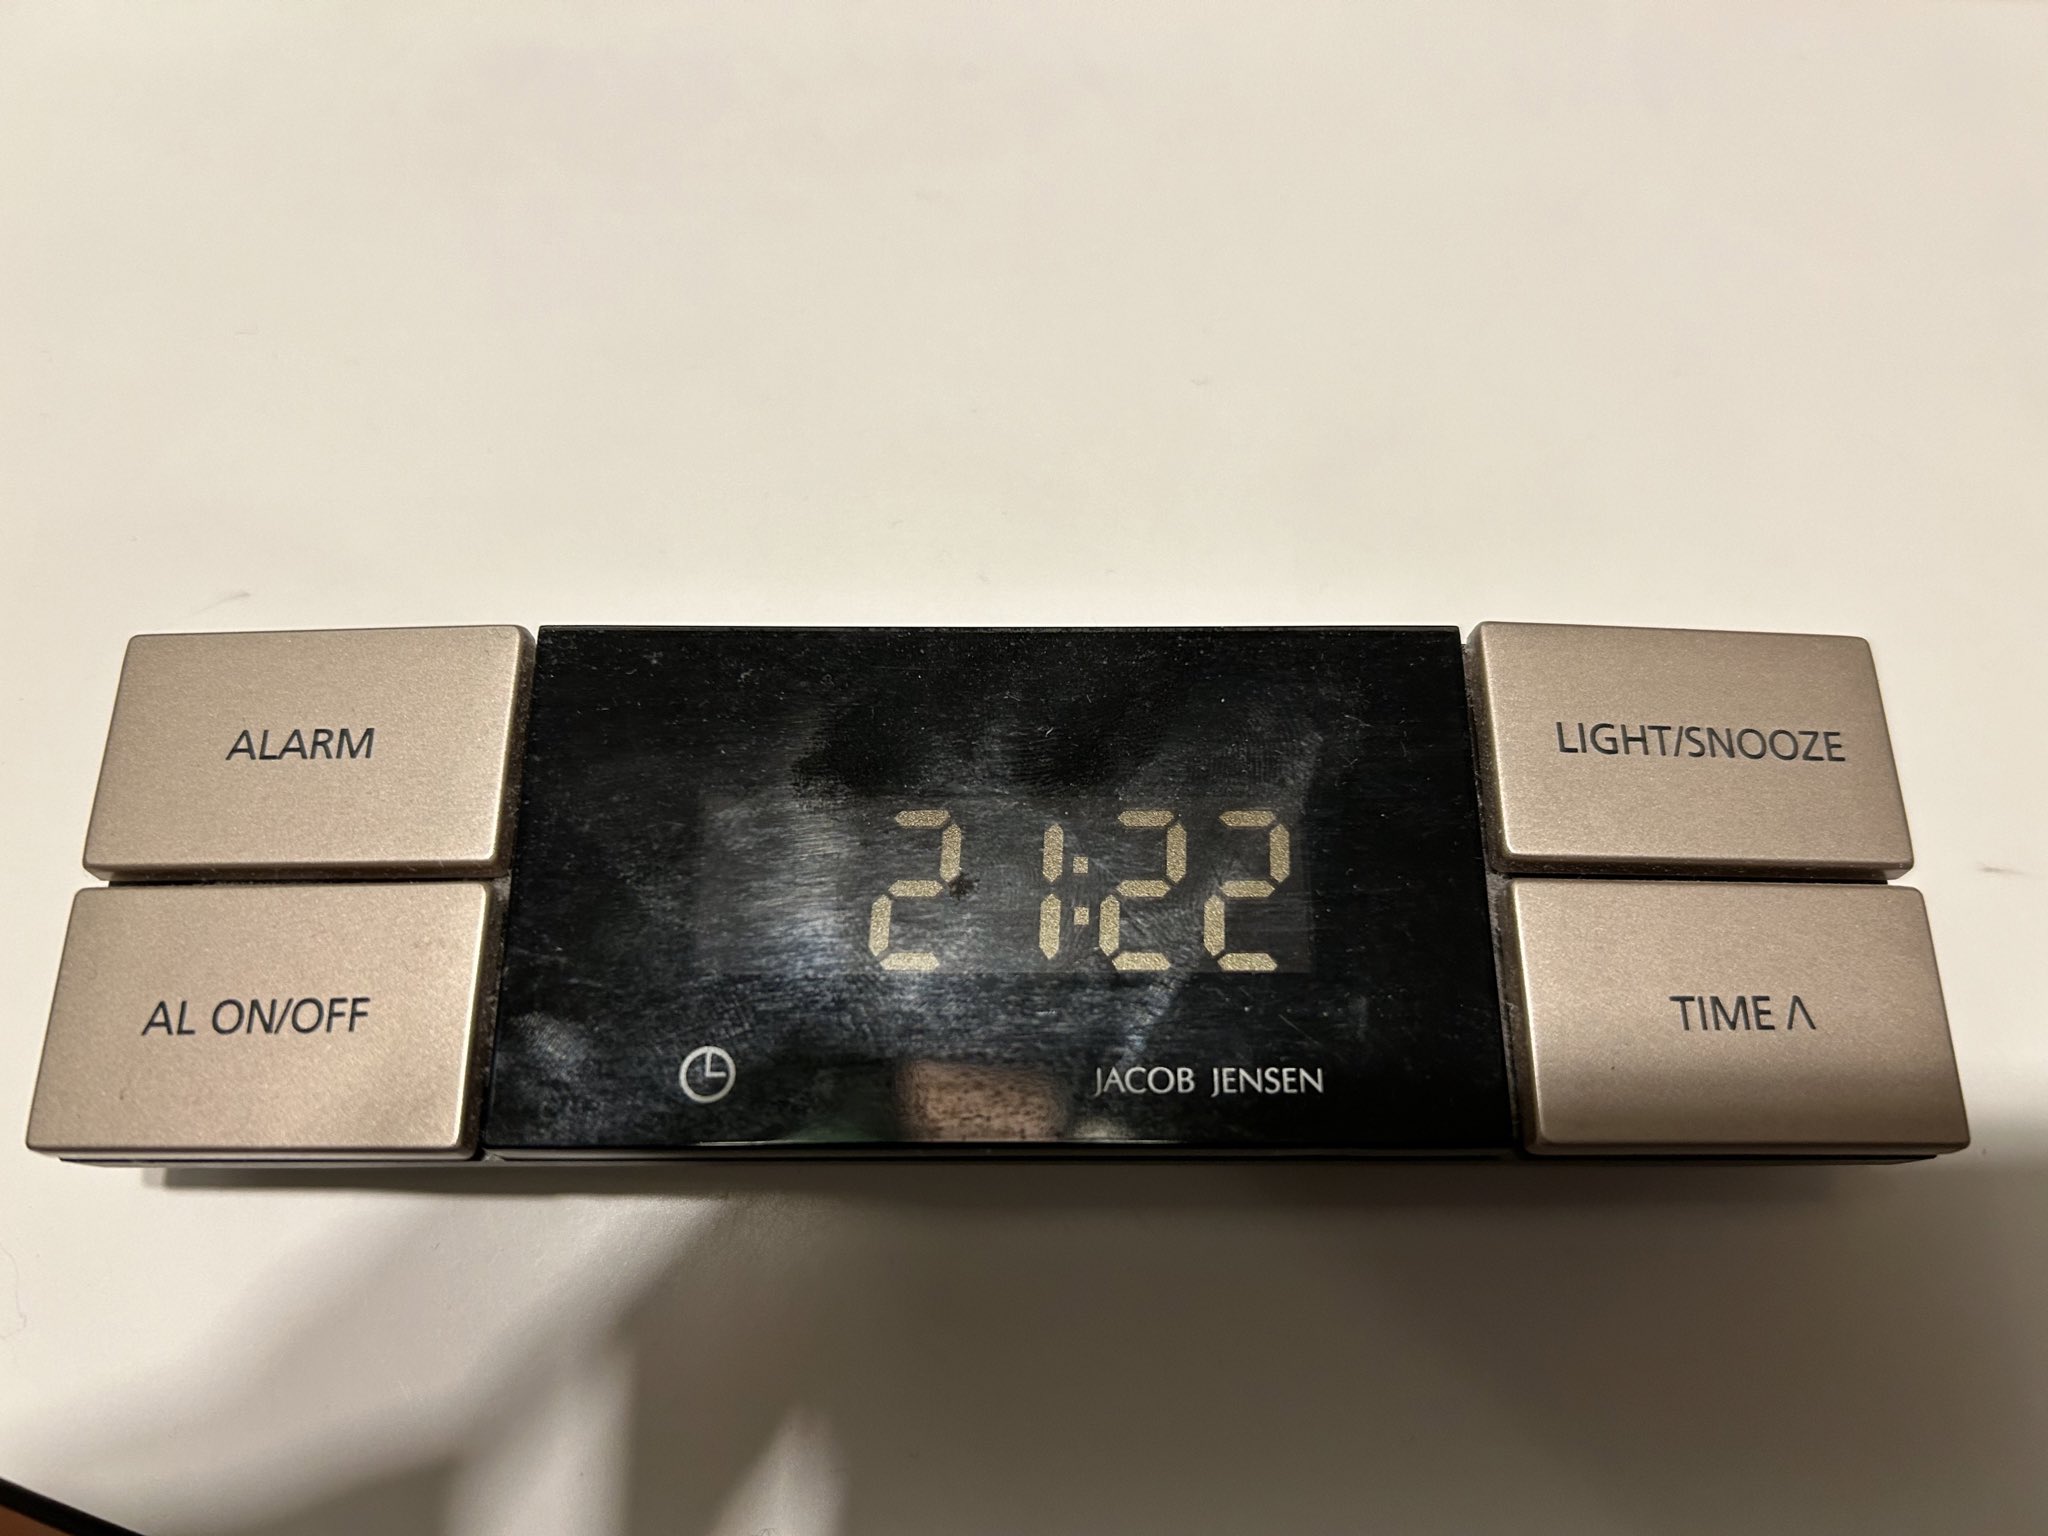 ALARM
LIGHT/SNOOZE
21:22
AL ON/OFF
TIME Λ
JACOB JENSEN